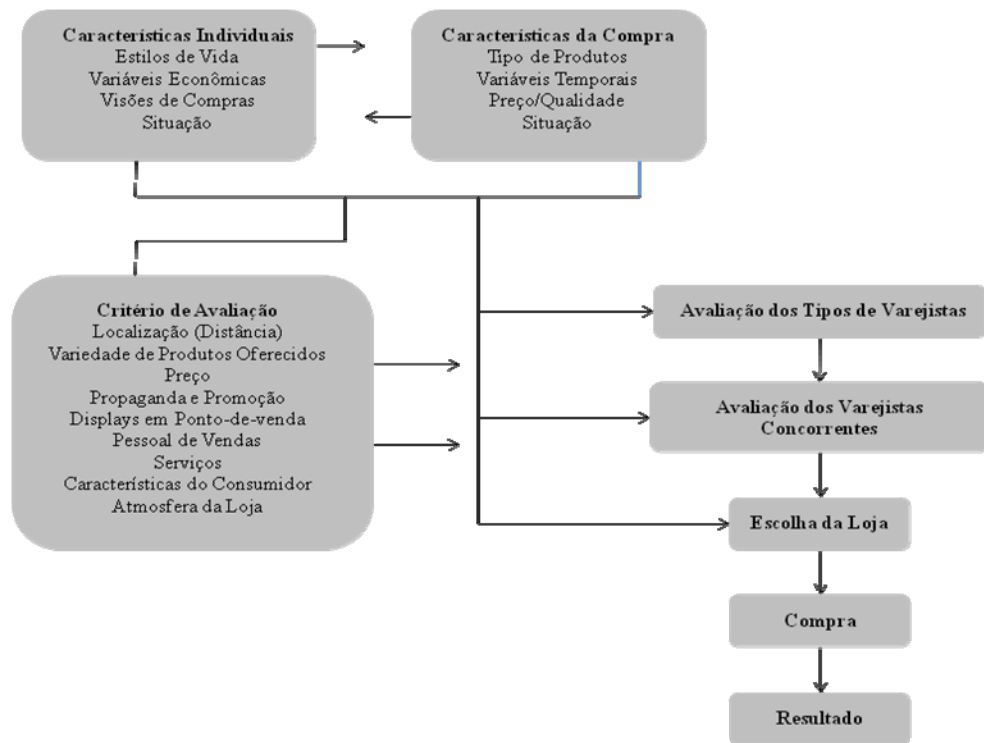 Características Individuais
Estilos de Vida
Variáveis Econômicas
Visões de Compras
Situação
Características da Compra
Tipo de Produtos
Variáveis Temporais
Preço/Qualidade
Situação
Critério de Avaliação
Localização (Distância)
Variedade de Produtos Oferecidos
Preço
Propaganda e Promoção
Displays em Ponto-de-venda
Pessoal de Vendas
Serviços
Características do Consumidor
Atmosfera da Loja
Avaliação dos Tipos de Varejistas
Avaliação dos Varejistas
Concorrentes
Escolha da Loja
Compra
Resultado